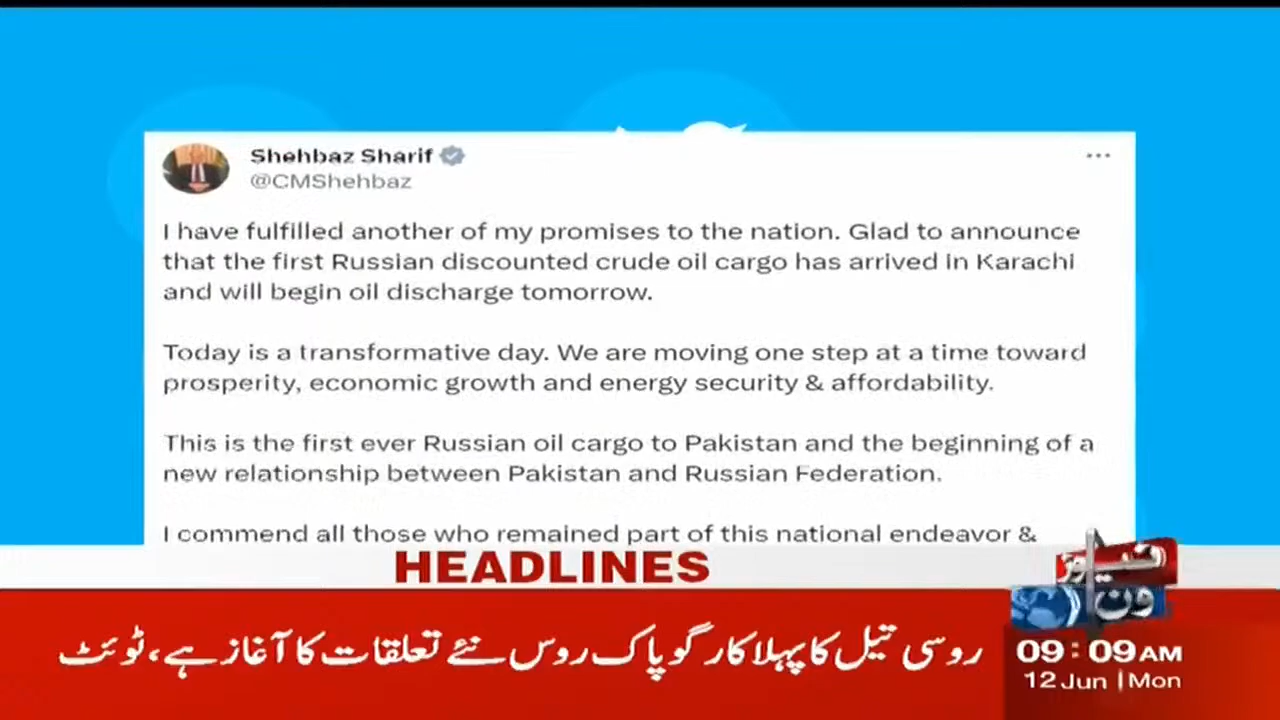 Shehbaz Sharif
@CMShehbaz
I have fulfilled another of my promises to the nation. Glad to announce
that the first Russian discounted crude oil cargo has arrived in Karachi
and will begin oil discharge tomorrow.
Today is a transformative day. We are moving one step at a time toward
prosperity, economic growth and energy security & affordability.
This is the first ever Russian oil cargo to Pakistan and the beginning of a
new relationship between Pakistan and Russian Federation.
I commend all those who remained part of this national endeavor &
HEADLINES
نیوز
ون
روسی تیل کا پہلا کارگو پاک روس نئے تعلقات کا آغاز ہے، ٹوئٹ
09:09AM
12 Jun | Mon